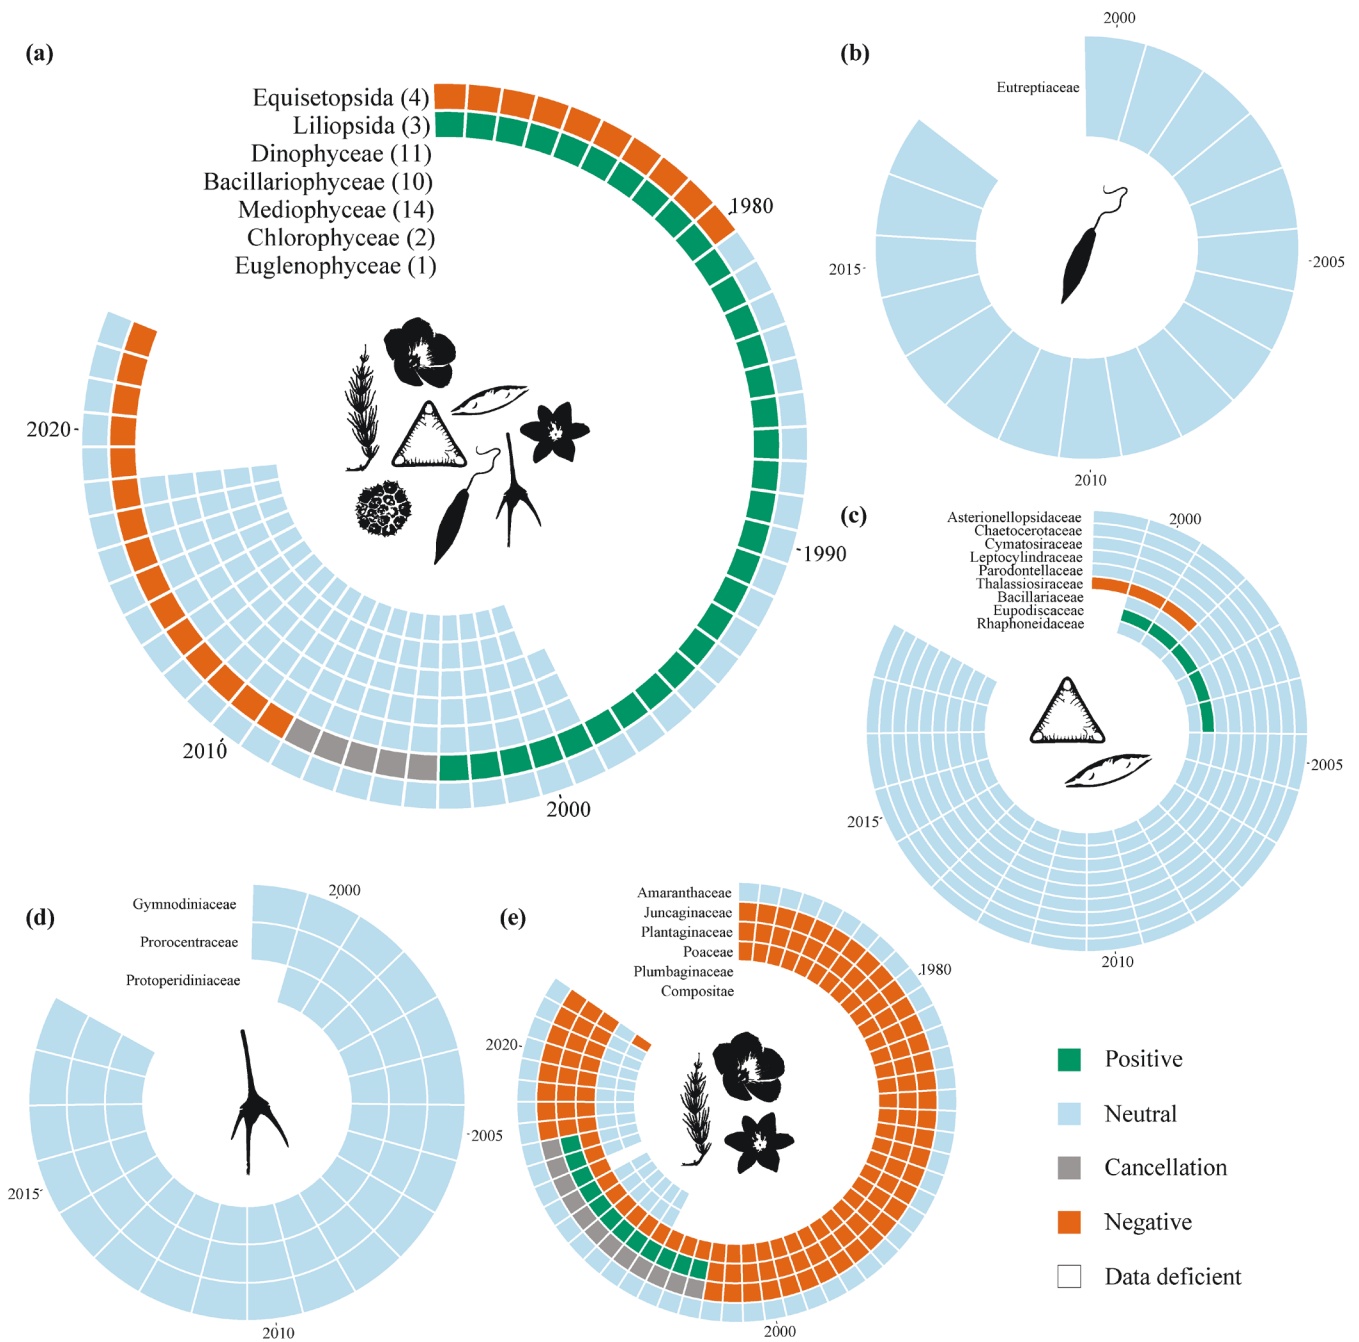 (a)
Equisetopsida (4)
Liliopsida (3)
Dinophyceae (11)
Bacillariophyceae (10)
Mediophyceae (14)
Chlorophyceae (2)
Euglenophyceae (1)
1980
1990
2000
2010
2020
(b)
2000
Eutreptiaceae
2005
2010
2015
(c)
Asterionellopsidaceae
Chaetocerotaceae
Cymatosiraceae
Leptocylindraceae
Parodontellaceae
Thalassiosiraceae
Bacillariaceae
Eupodiscaceae
Rhaphoneidaceae
2000
2005
2010
2015
(d)
Gymnodiniaceae
Prorocentraceae
Protoperidiniaceae
2000
2005
2010
2015
(e)
Amaranthaceae
Juncaginaceae
Plantaginaceae
Poaceae
Plumbaginaceae
Compositae
1980
2000
2020
Positive
Neutral
Cancellation
Negative
Data deficient